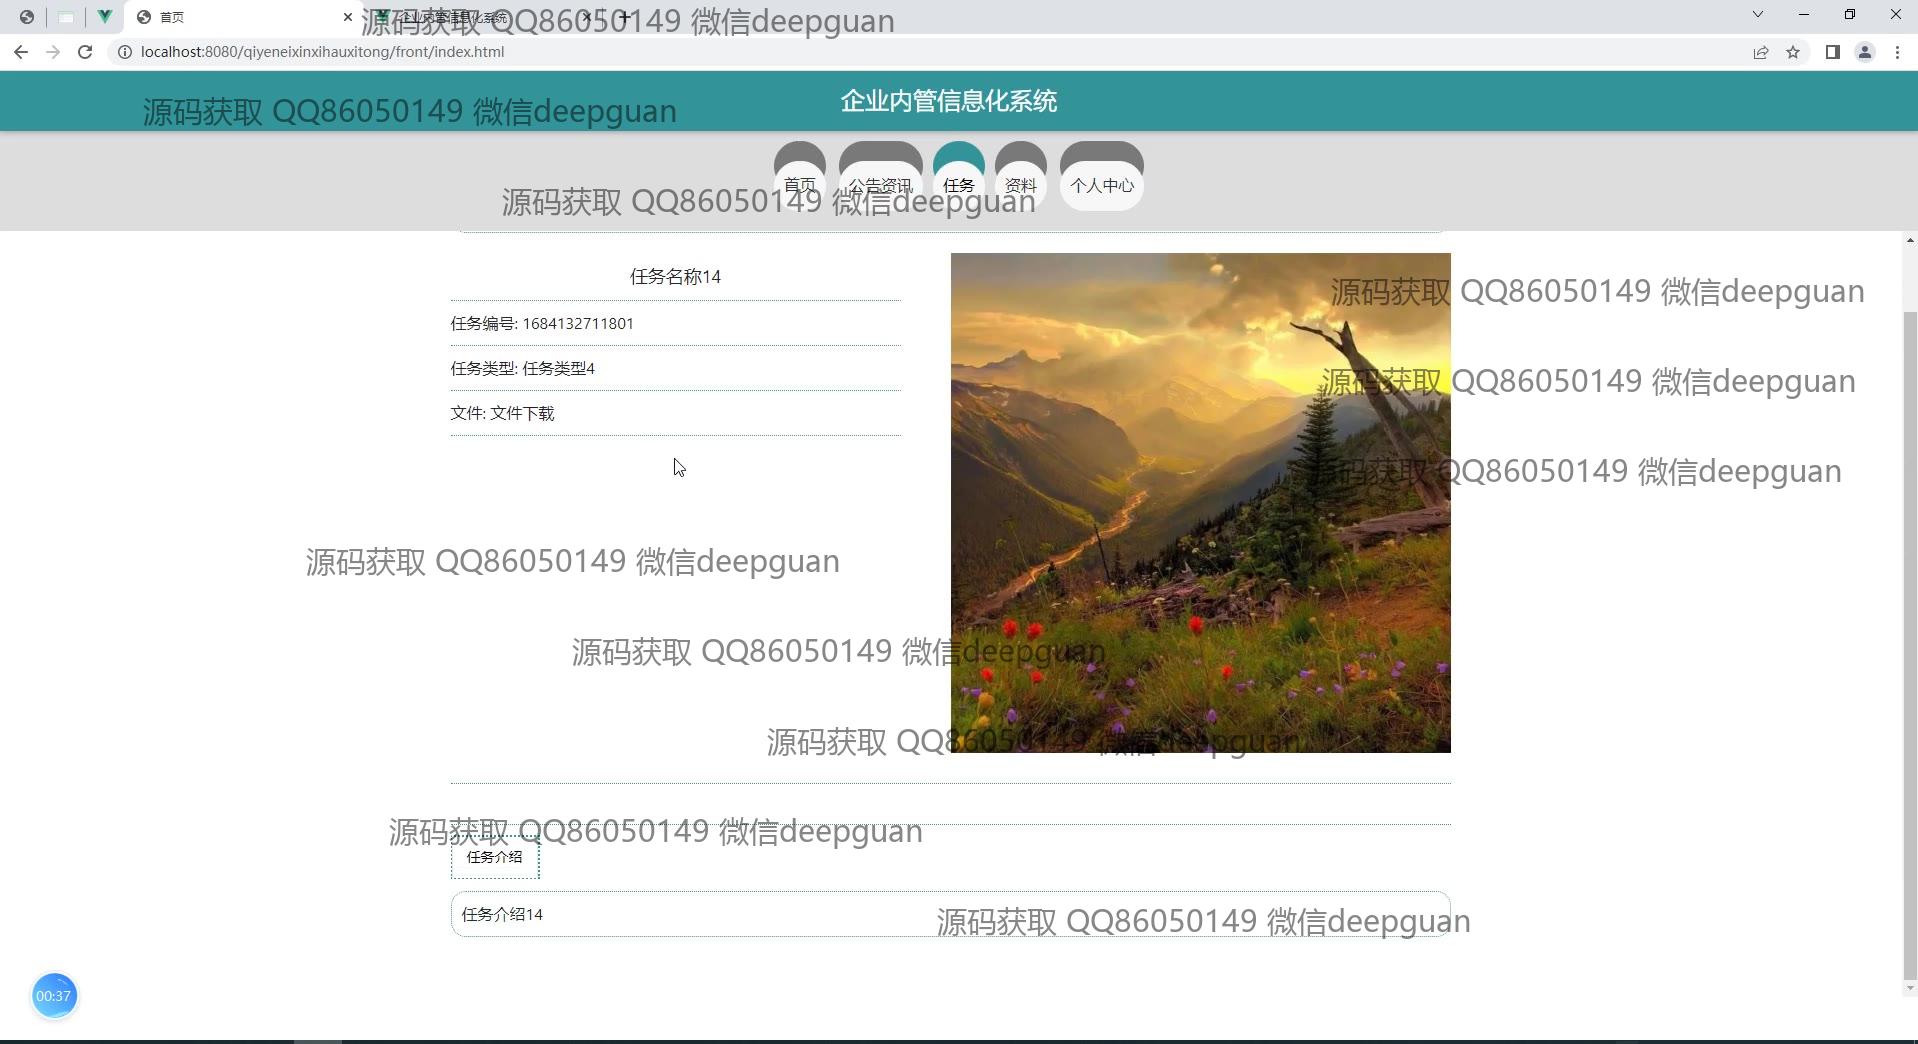 首页
企业内管信息化系统
源码获取 QQ86050149 微信deepguan
localhost:8080/qiyeneixinxihauxitong/front/index.html
企业内管信息化系统
源码获取 QQ86050149 微信deepguan
首页
公告资讯
任务
资料
个人中心
源码获取 QQ86050149 微信deepguan
任务名称14
源码获取 QQ86050149 微信deepguan
任务编号: 1684132711801
任务类型: 任务类型4
源码获取 QQ86050149 微信deepguan
文件: 文件下载
源码获取 QQ86050149 微信deepguan
源码获取 QQ86050149 微信deepguan
源码获取 QQ86050149 微信deepguan
源码获取 QQ86050149 微信deepguan
源码获取 QQ86050149 微信deepguan
任务介绍
任务介绍14
源码获取 QQ86050149 微信deepguan
00:37